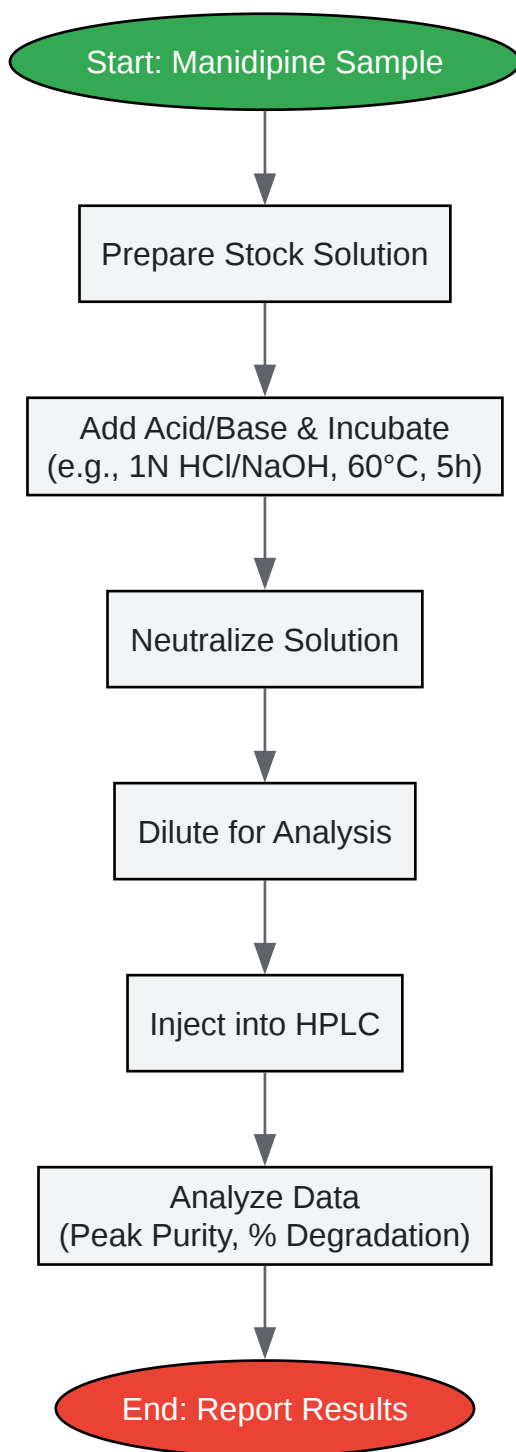 Start: Manidipine Sample
Prepare Stock Solution
Add Acid/Base & Incubate
(e.g., 1N HCl/NaOH, 60°C, 5h)
Neutralize Solution
Dilute for Analysis
Inject into HPLC
Analyze Data
(Peak Purity, % Degradation)
End: Report Results